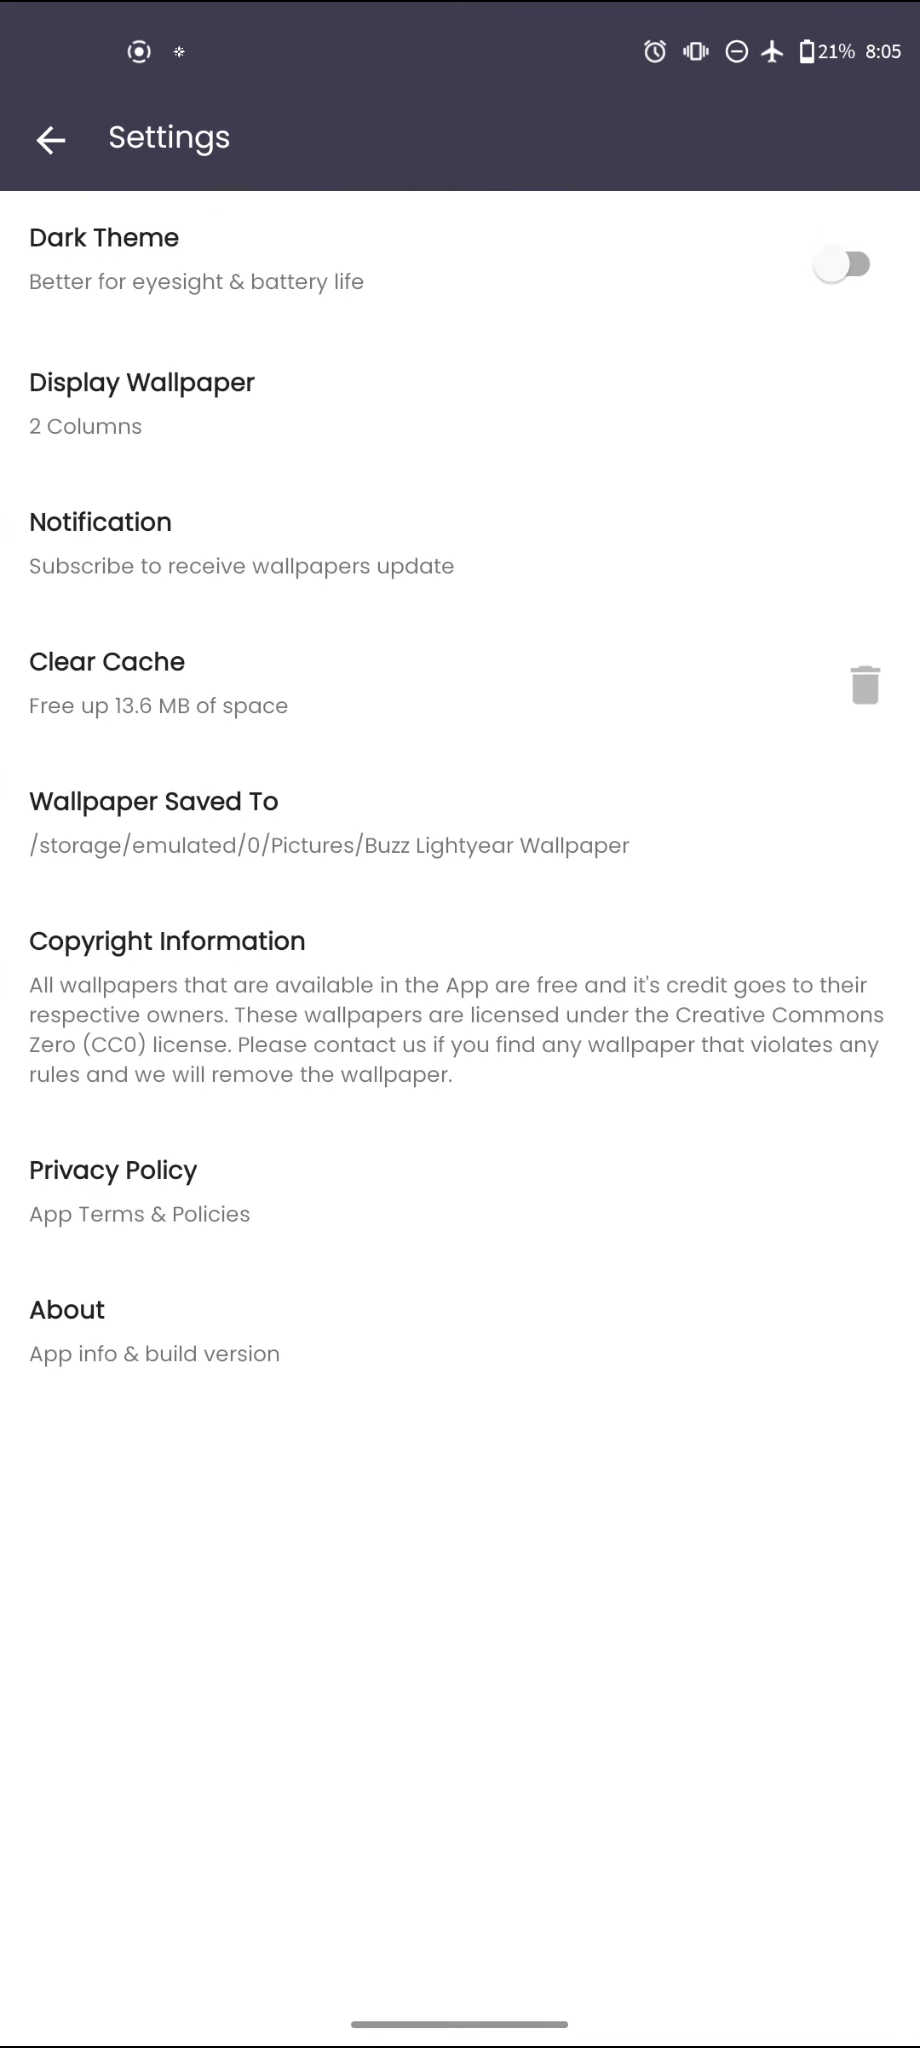 21% 8:05
Settings
Dark Theme
Better for eyesight & battery life
Display Wallpaper
2 Columns
Notification
Subscribe to receive wallpapers update
Clear Cache
Free up 13.6 MB of space
Wallpaper Saved To
/storage/emulated/0/Pictures/Buzz Lightyear Wallpaper
Copyright Information
All wallpapers that are available in the App are free and it's credit goes to their
respective owners. These wallpapers are licensed under the Creative Commons
Zero (CC0) license. Please contact us if you find any wallpaper that violates any
rules and we will remove the wallpaper.
Privacy Policy
App Terms & Policies
About
App info & build version